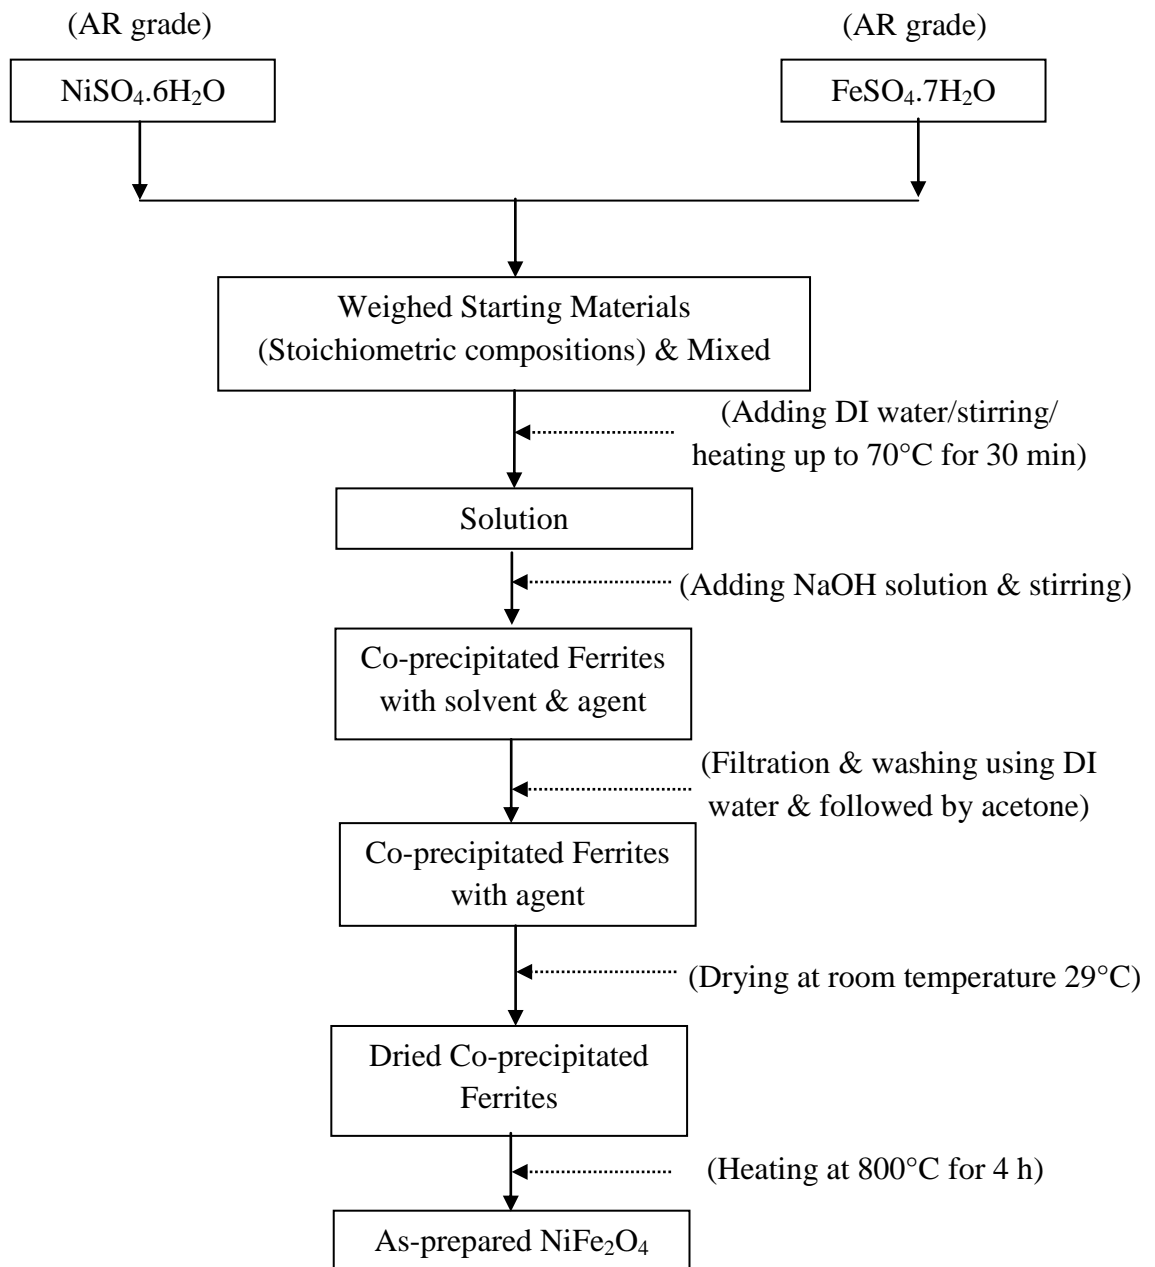 (AR grade)
(AR grade)
NiSO₄.6H₂O
FeSO₄.7H₂O
Weighed Starting Materials
(Stoichiometric compositions) & Mixed
(Adding DI water/stirring/
heating up to 70°C for 30 min)
Solution
(Adding NaOH solution & stirring)
Co-precipitated Ferrites
with solvent & agent
(Filtration & washing using DI
water & followed by acetone)
Co-precipitated Ferrites
with agent
(Drying at room temperature 29°C)
Dried Co-precipitated
Ferrites
(Heating at 800°C for 4 h)
As-prepared NiFe₂O₄